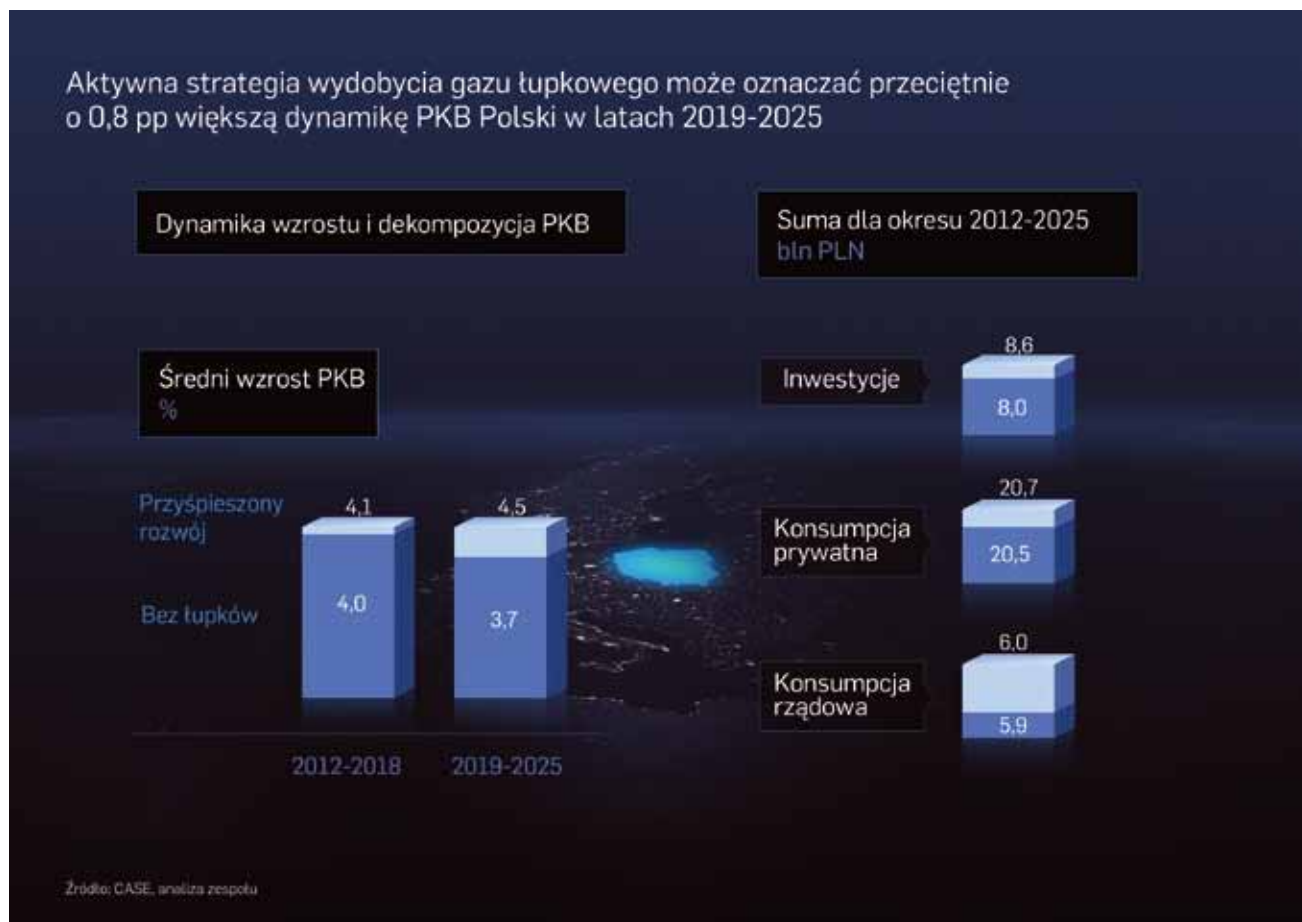 Aktywna strategia wydobycia gazu łupkowego może oznaczać przeciętnie
o 0,8 pp większą dynamikę PKB Polski w latach 2019-2025
Dynamika wzrostu i dekompozycja PKB
Suma dla okresu 2012-2025
bln PLN
Średni wzrost PKB
%
Przyśpieszony
rozwój
Bez łupków
4,1
4,0
4,5
3,7
2012-2018
2019-2025
Inwestycje
8,6
8,0
Konsumpcja
prywatna
20,7
20,5
Konsumpcja
rządowa
6,0
5,9
Źródło: CASE, analiza zespołu